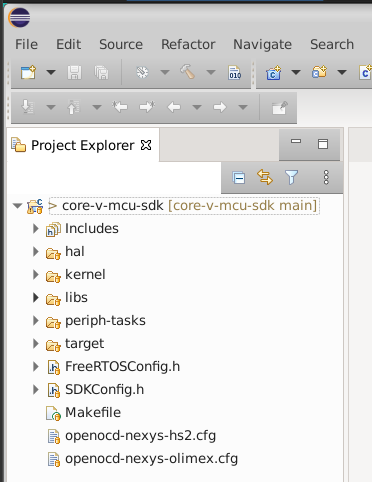 File Edit Source Refactor Navigate Search
010
Project Explorer
> core-v-mcu-sdk [core-v-mcu-sdk main]
Includes
hal
kernel
libs
periph-tasks
target
FreeRTOSConfig.h
SDKConfig.h
Makefile
openocd-nexys-hs2.cfg
openocd-nexys-olimex.cfg